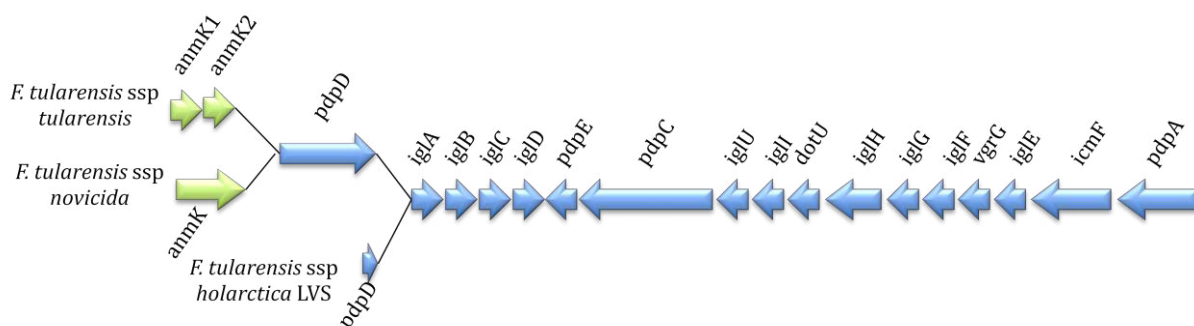 anmK1
anmK2
F. tularensis ssp
tularensis
pdpD
F. tularensis ssp
novicida
anmK
F. tularensis ssp
holarctica LVS
pdpD
iglA
iglB
iglC
iglD
pdpE
pdpC
iglU
iglI
dotU
iglH
iglG
iglF
vgrG
iglE
icmF
pdpA